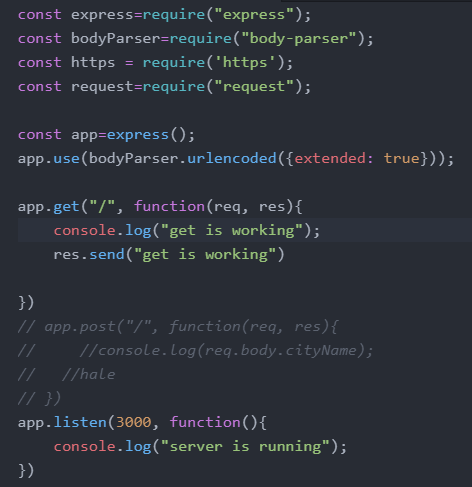 const express=require("express");
const bodyParser=require("body-parser");
const https = require('https');
const request=require("request");
const app=express();
app.use(bodyParser.urlencoded({extended: true}));
app.get("/", function(req, res){
console.log("get is working");
res.send("get is working")
})
// app.post("/", function(req, res){
//     //console.log(req.body.cityName);
//   //hale
// })
app.listen(3000, function(){
console.log("server is running");
})